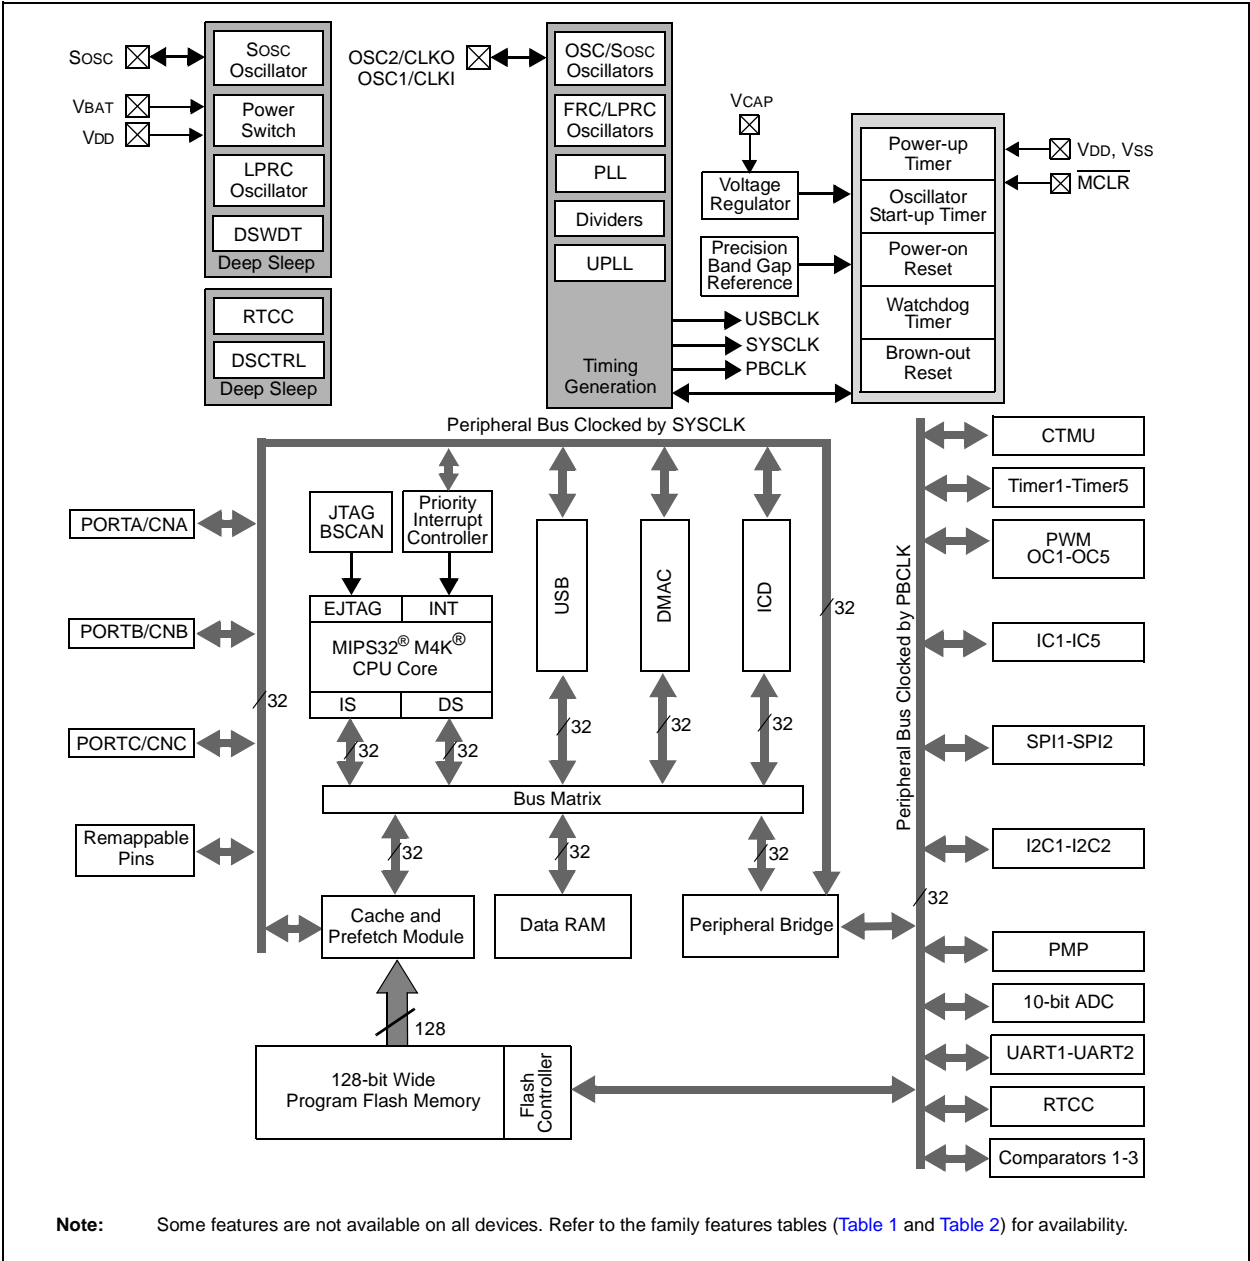 SOSC
VBAT
VDD
SOSC
Oscillator
Power
Switch
LPRC
Oscillator
DSWDT
Deep Sleep
RTCC
DSCTRL
Deep Sleep
OSC2/CLKO
OSC1/CLKI
OSC/SOSC
Oscillators
FRC/LPRC
Oscillators
PLL
Dividers
UPLL
Timing
Generation
VCAP
Voltage
Regulator
Precision
Band Gap
Reference
USBCLK
SYSCLK
PBCLK
Power-up
Timer
Oscillator
Start-up Timer
Power-on
Reset
Watchdog
Timer
Brown-out
Reset
VDD, VSS
MCLR
Peripheral Bus Clocked by SYSCLK
PORTA/CNA
PORTB/CNB
PORTC/CNC
Remappable
Pins
32
JTAG
BSCAN
Priority
Interrupt
Controller
EJTAG
INT
MIPS32® M4K®
CPU Core
IS
DS
32
32
USB
DMAC
ICD
32
32
32
32
Bus Matrix
32
32
32
Cache and
Prefetch Module
Data RAM
Peripheral Bridge
128
128-bit Wide
Program Flash Memory
Flash
Controller
Peripheral Bus Clocked by PBCLK
32
CTMU
Timer1-Timer5
PWM
OC1-OC5
IC1-IC5
SPI1-SPI2
I2C1-I2C2
PMP
10-bit ADC
UART1-UART2
RTCC
Comparators 1-3
Note: Some features are not available on all devices. Refer to the family features tables (Table 1 and Table 2) for availability.